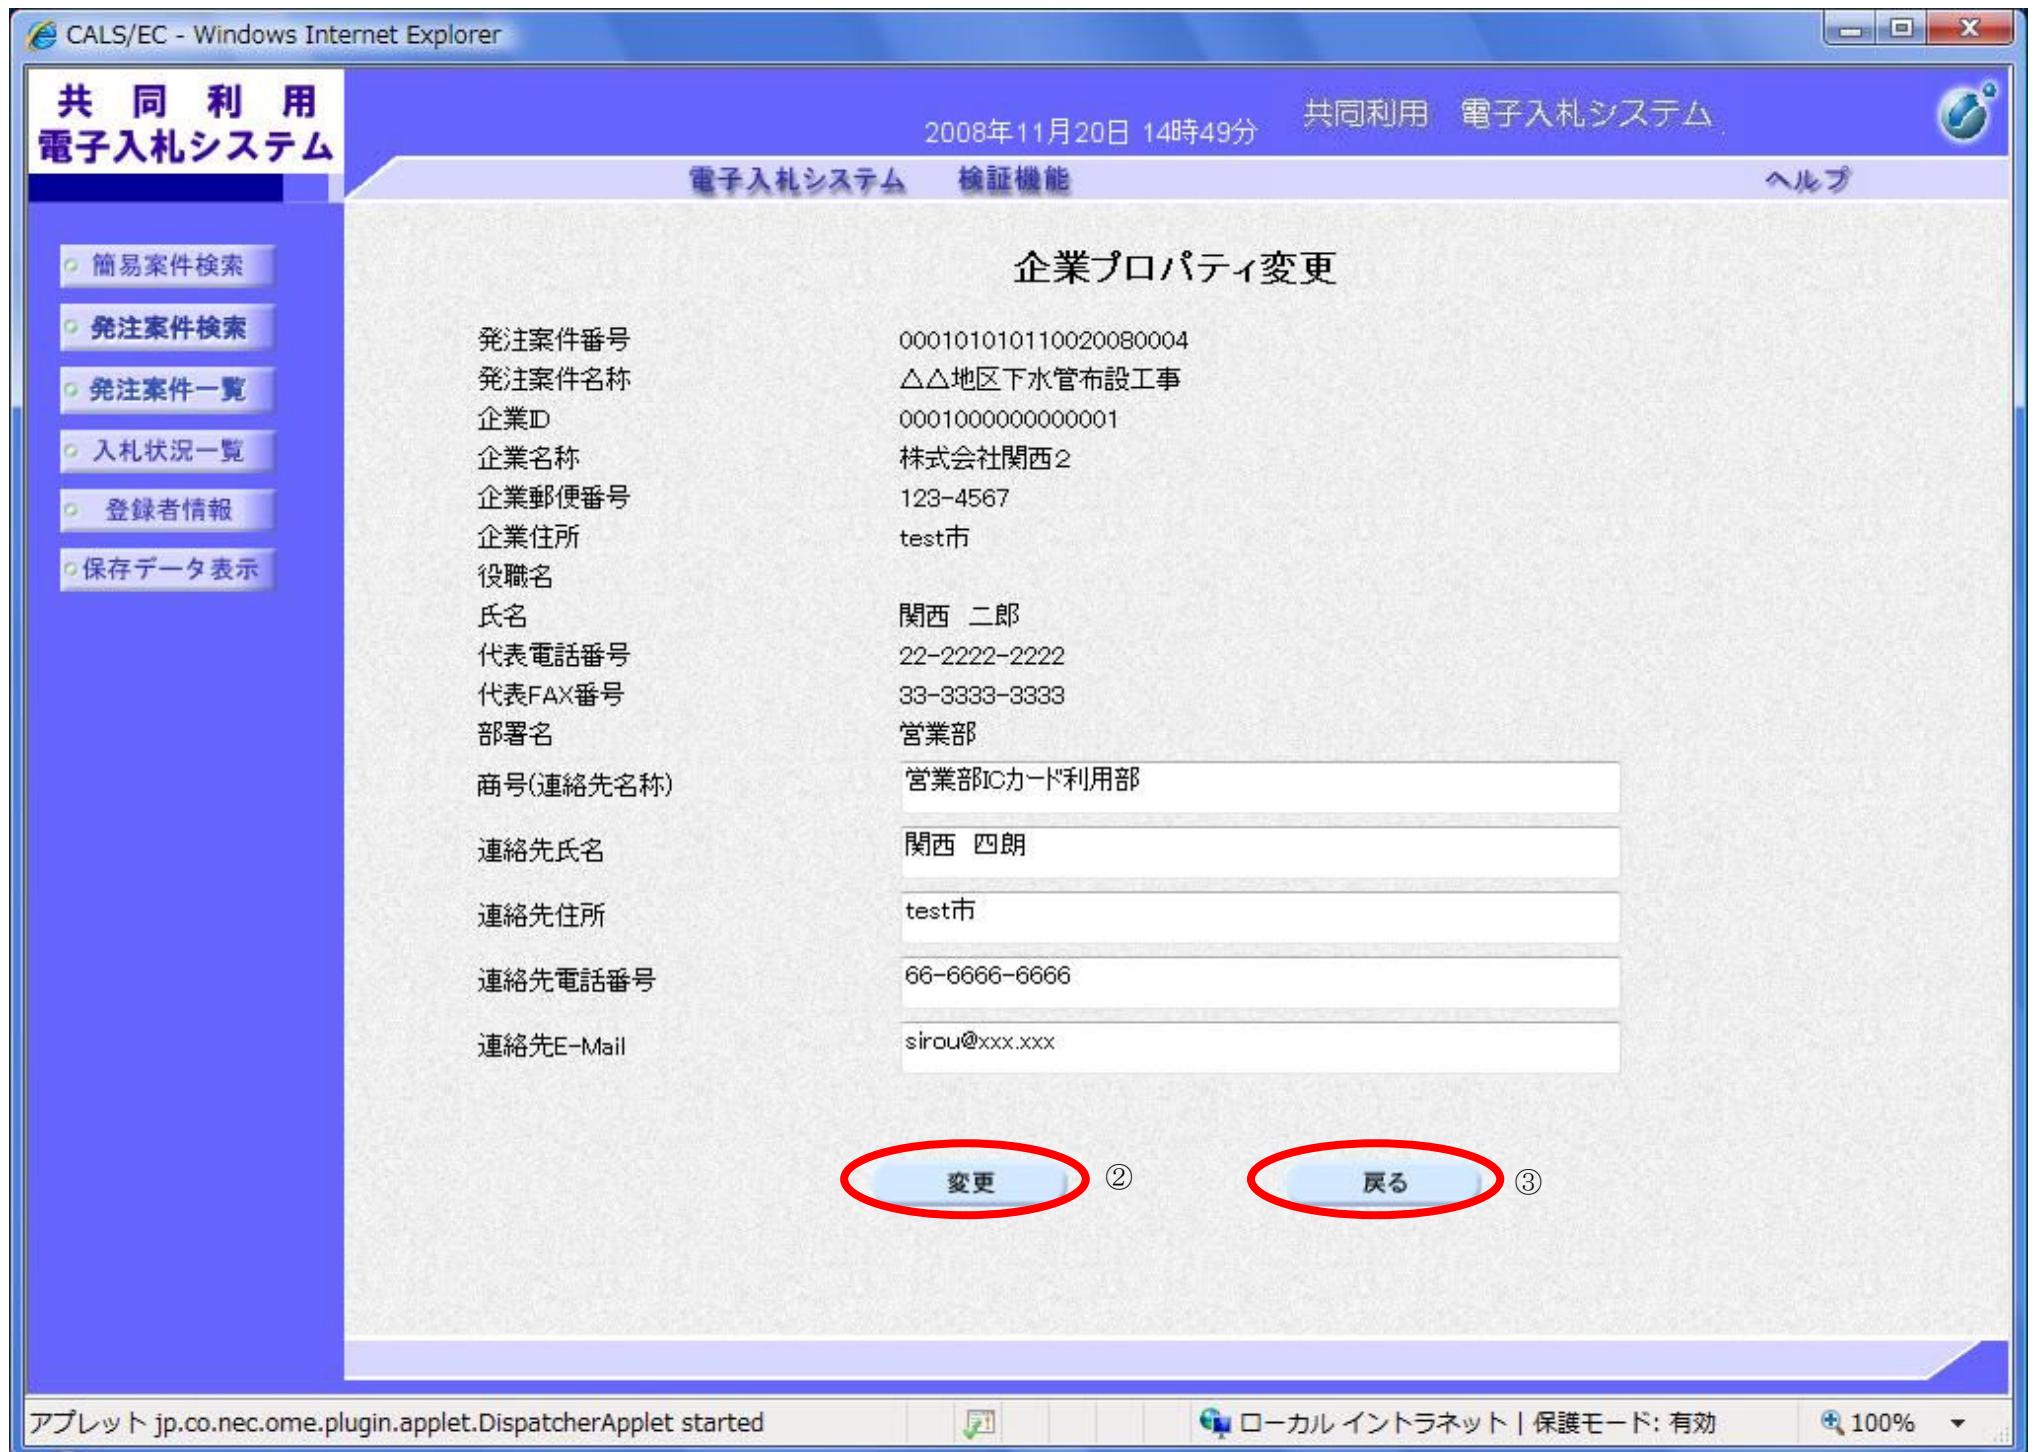 CALS/EC - Windows Internet Explorer
共同利用
電子入札システム
2008年11月20日 14時49分
共同利用 電子入札システム
電子入札システム 検証機能 ヘルプ
簡易案件検索
発注案件検索
発注案件一覧
入札状況一覧
登録者情報
保存データ表示
企業プロパティ変更
発注案件番号 000101010110020080004
発注案件名称 △△地区下水管布設工事
企業ID 0001000000000001
企業名称 株式会社関西2
企業郵便番号 123-4567
企業住所 test市
役職名
氏名 関西 二郎
代表電話番号 22-2222-2222
代表FAX番号 33-3333-3333
部署名 営業部
商号(連絡先名称) 営業部ICカード利用部
連絡先氏名 関西 四朗
連絡先住所 test市
連絡先電話番号 66-6666-6666
連絡先E-Mail sirou@xxx.xxx
変更 ② 戻る ③
アプレット jp.co.nec.ome.plugin.applet.DispatcherApplet started
ローカル イントラネット | 保護モード: 有効 100%